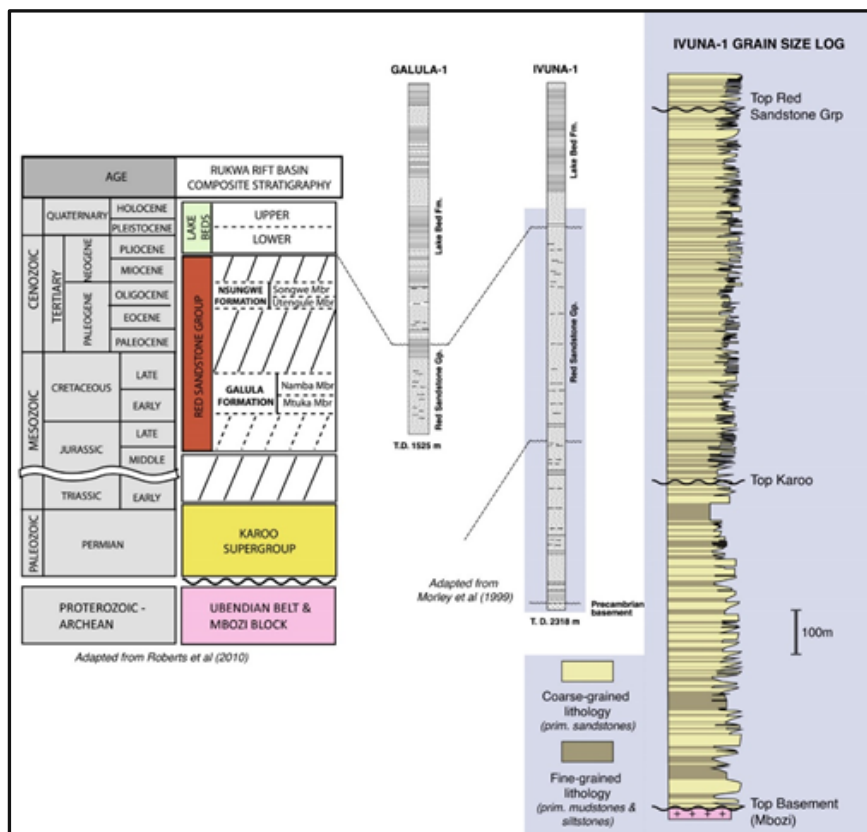 IVUNA-1 GRAIN SIZE LOG
GALULA-1
IVUNA-1
Top Red
Sandstone Grp
Lake Bed Fm.
Lake Bed Fm.
AGE
RUKWA RIFT BASIN
COMPOSITE STRATIGRAPHY
CENOZOIC
QUATERNARY
HOLOCENE
PLEISTOCENE
LAKE
BEDS
UPPER
LOWER
TERTIARY
NEOGENE
PLIOCENE
MIOCENE
PALEOGENE
OLIGOCENE
EOCENE
PALEOCENE
RED SANDSTONE GROUP
NSUNGWE
FORMATION
Songwe Mbr
Utengule Mbr
MESOZOIC
CRETACEOUS
LATE
EARLY
GALULA
FORMATION
Namba Mbr
Mtuka Mbr
JURASSIC
LATE
MIDDLE
TRIASSIC
EARLY
PALEOZOIC
PERMIAN
KAROO
SUPERGROUP
PROTEROZOIC -
ARCHEAN
UBENDIAN BELT &
MBOZI BLOCK
Adapted from Roberts et al (2010)
Red Sandstone Gp.
T.D. 1525 m
Red Sandstone Gp.
Adapted from
Morley et al (1999)
Precambrian
basement
T. D. 2318 m
Top Karoo
100m
Coarse-grained
lithology
(prim. sandstones)
Fine-grained
lithology
(prim. mudstones &
siltstones)
Top Basement
(Mbozi)